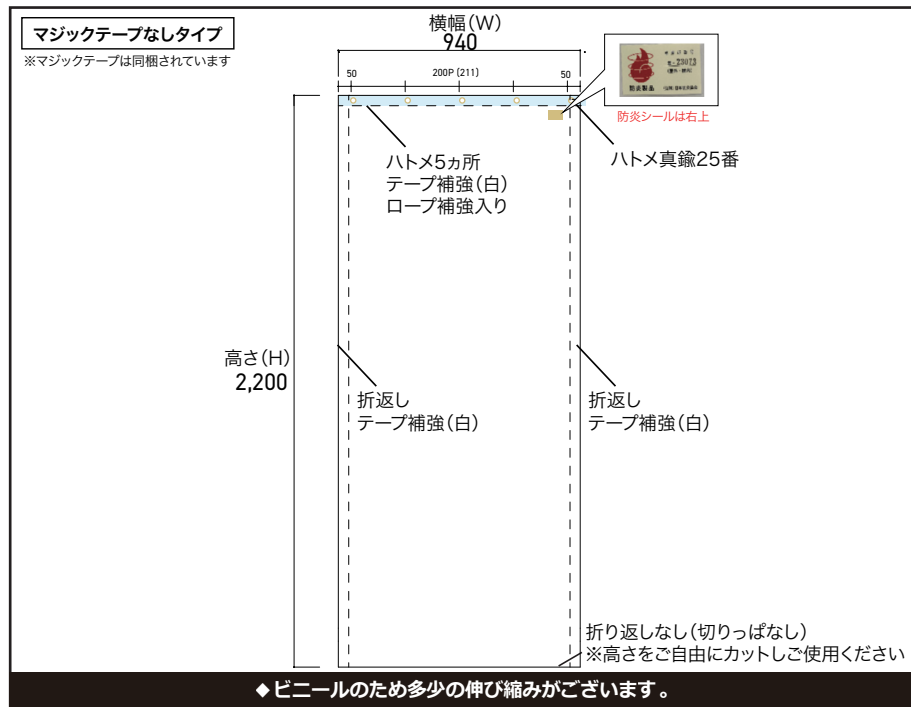 マジックテープなしタイプ
※マジックテープは同梱されています
横幅(W)
940
50
200P (211)
50
防炎製品
防炎シールは右上
ハトメ5ヵ所
テープ補強(白)
ロープ補強入り
ハトメ真鍮25番
高さ(H)
2,200
折返し
テープ補強(白)
折返し
テープ補強(白)
折り返しなし(切りっぱなし)
※高さをご自由にカットしご使用ください
◆ビニールのため多少の伸び縮みがございます。